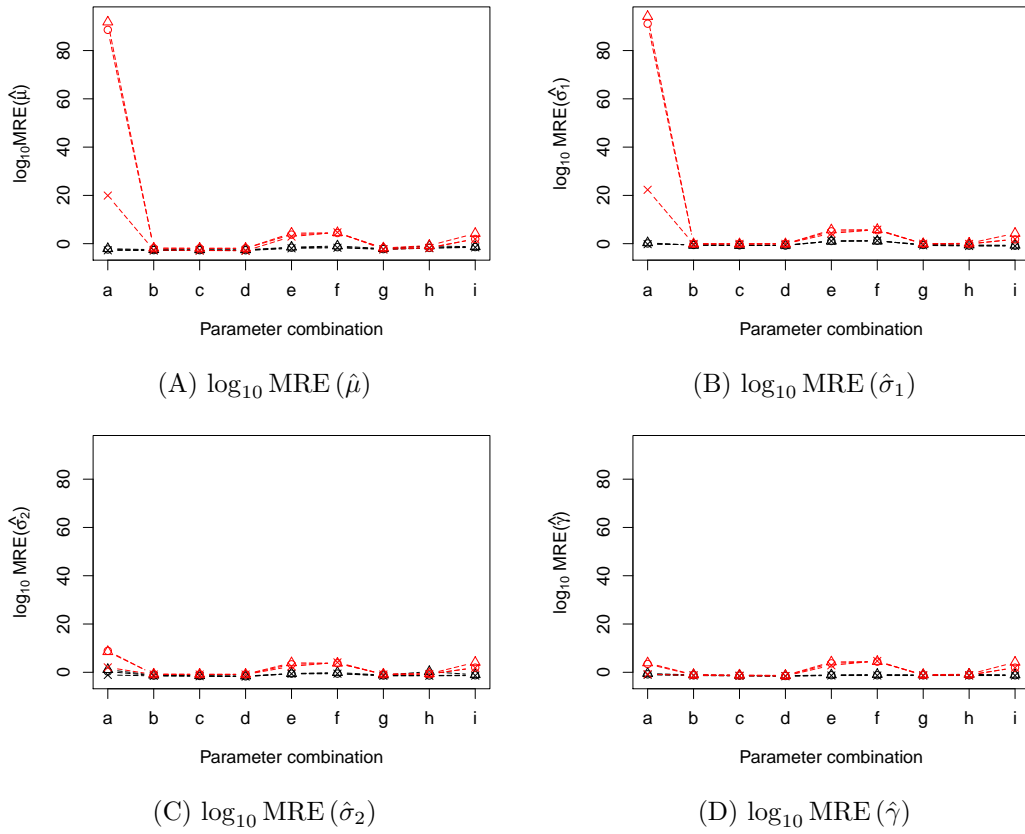 log₁₀MRE(μ̂)
0 20 40 60 80
a b c d e f g h i
Parameter combination
(A) log₁₀ MRE (μ̂)
log₁₀ MRE(σ̂₁)
0 20 40 60 80
a b c d e f g h i
Parameter combination
(B) log₁₀ MRE (σ̂₁)
log₁₀ MRE(σ̂₂)
0 20 40 60 80
a b c d e f g h i
Parameter combination
(C) log₁₀ MRE (σ̂₂)
log₁₀ MRE(γ̂)
0 20 40 60 80
a b c d e f g h i
Parameter combination
(D) log₁₀ MRE (γ̂)